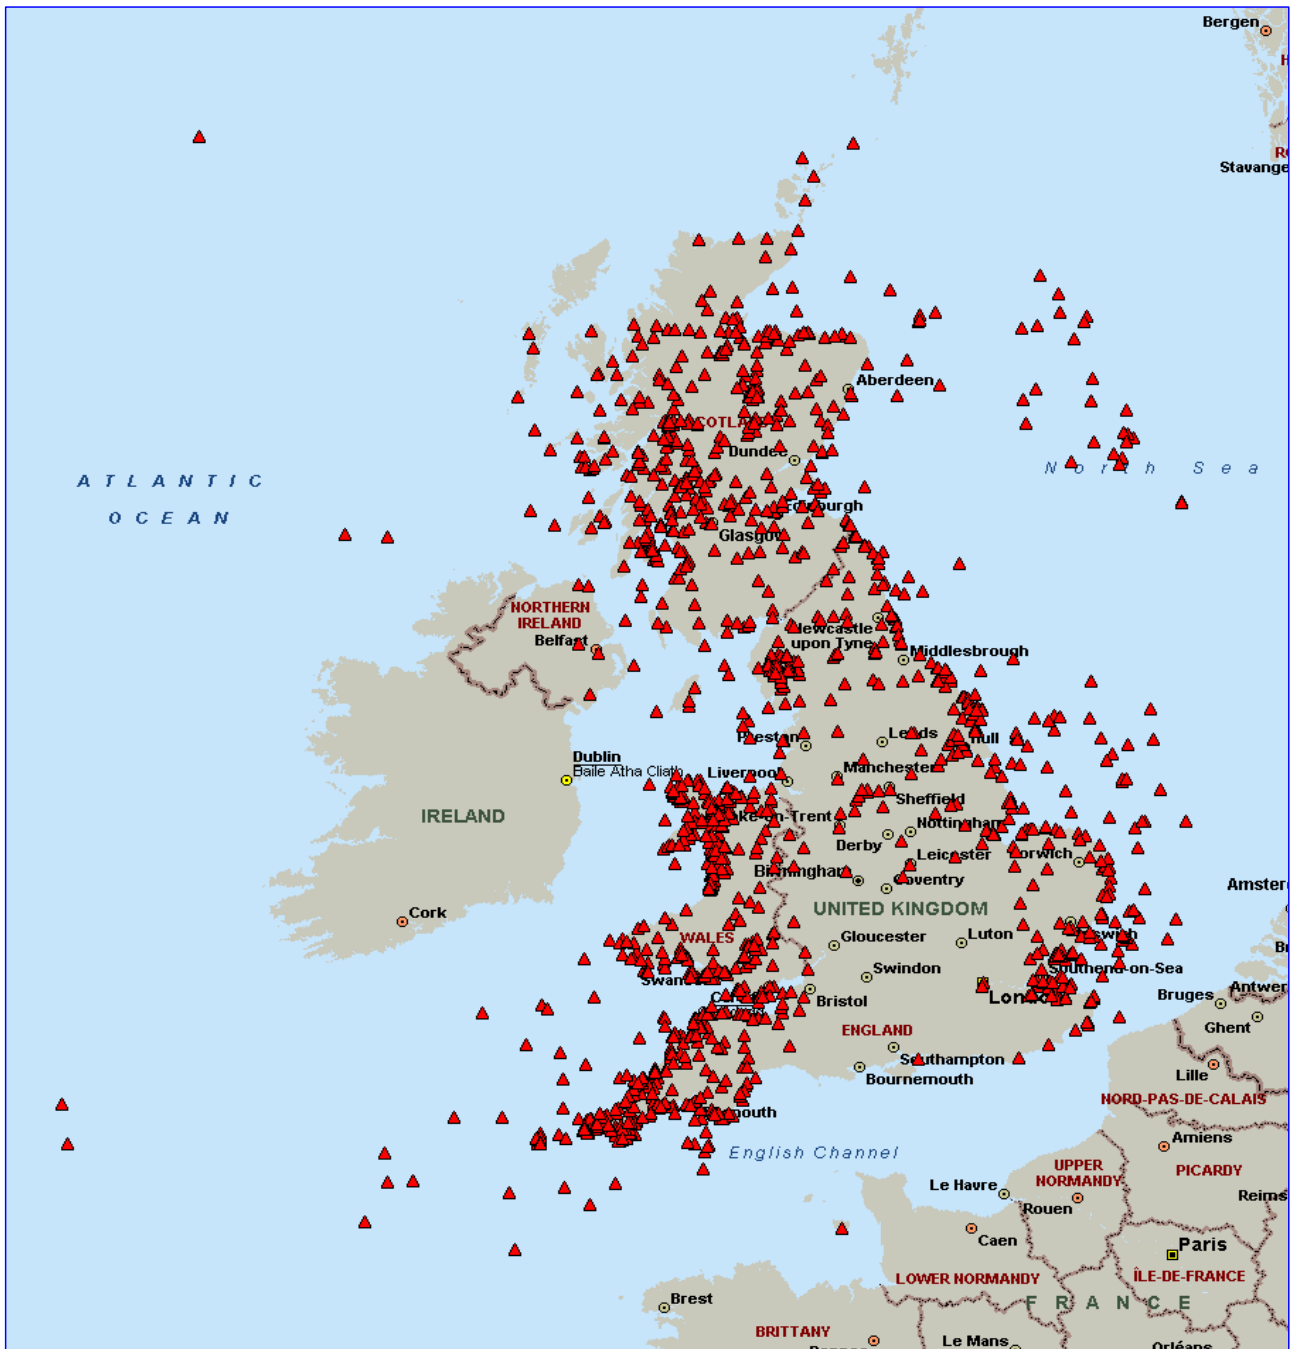 Bergen
Stavange
Aberdeen
Dundee
ATLANTIC
OCEAN
North Sea
Glasgow
NORTHERN
IRELAND
Belfast
Newcastle
upon Tyne
Middlesbrough
Preston
Leeds
Dublin
Baile Átha Cliath
Liverpool
Manchester
Sheffield
IRELAND
Nottingham
Derby
Leicester
Birmingham
Coventry
Amster
UNITED KINGDOM
Cork
WALES
Gloucester
Luton
Swindon
Southend-on-Sea
Bristol
London
Bruges
Antwer
Ghent
ENGLAND
Southampton
Bournemouth
Lille
NORD-PAS-DE-CALAIS
English Channel
Amiens
UPPER
NORMANDY
PICARDY
Le Havre
Rouen
Reims
Caen
Paris
LOWER NORMANDY
ÎLE-DE-FRANCE
FRANCE
Brest
BRITTANY
Le Mans
Orléans